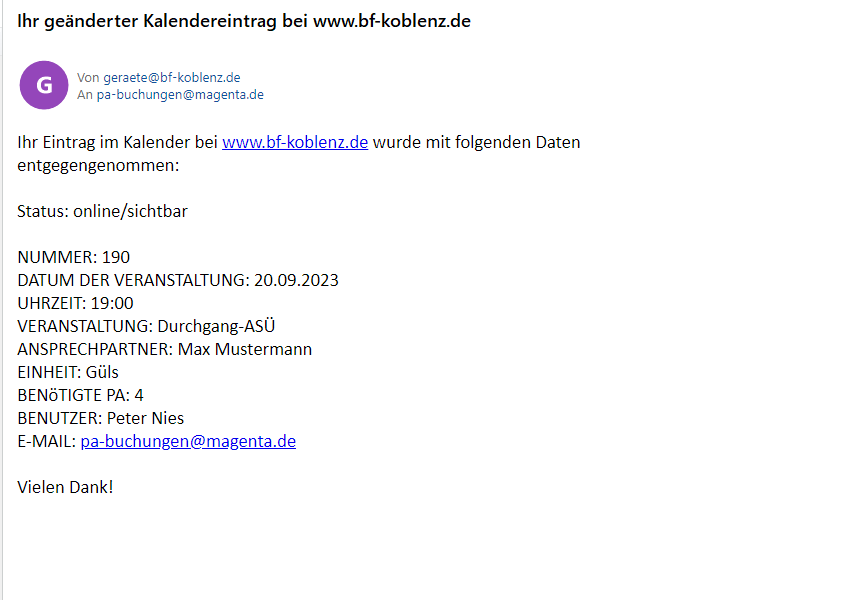 Ihr geänderter Kalendereintrag bei www.bf-koblenz.de
G
Von geraete@bf-koblenz.de
An pa-buchungen@magenta.de
Ihr Eintrag im Kalender bei www.bf-koblenz.de wurde mit folgenden Daten
entgegengenommen:
Status: online/sichtbar
NUMMER: 190
DATUM DER VERANSTALTUNG: 20.09.2023
UHRZEIT: 19:00
VERANSTALTUNG: Durchgang-ASÜ
ANSPRECHPARTNER: Max Mustermann
EINHEIT: Güls
BENöTIGTE PA: 4
BENUTZER: Peter Nies
E-MAIL: pa-buchungen@magenta.de
Vielen Dank!